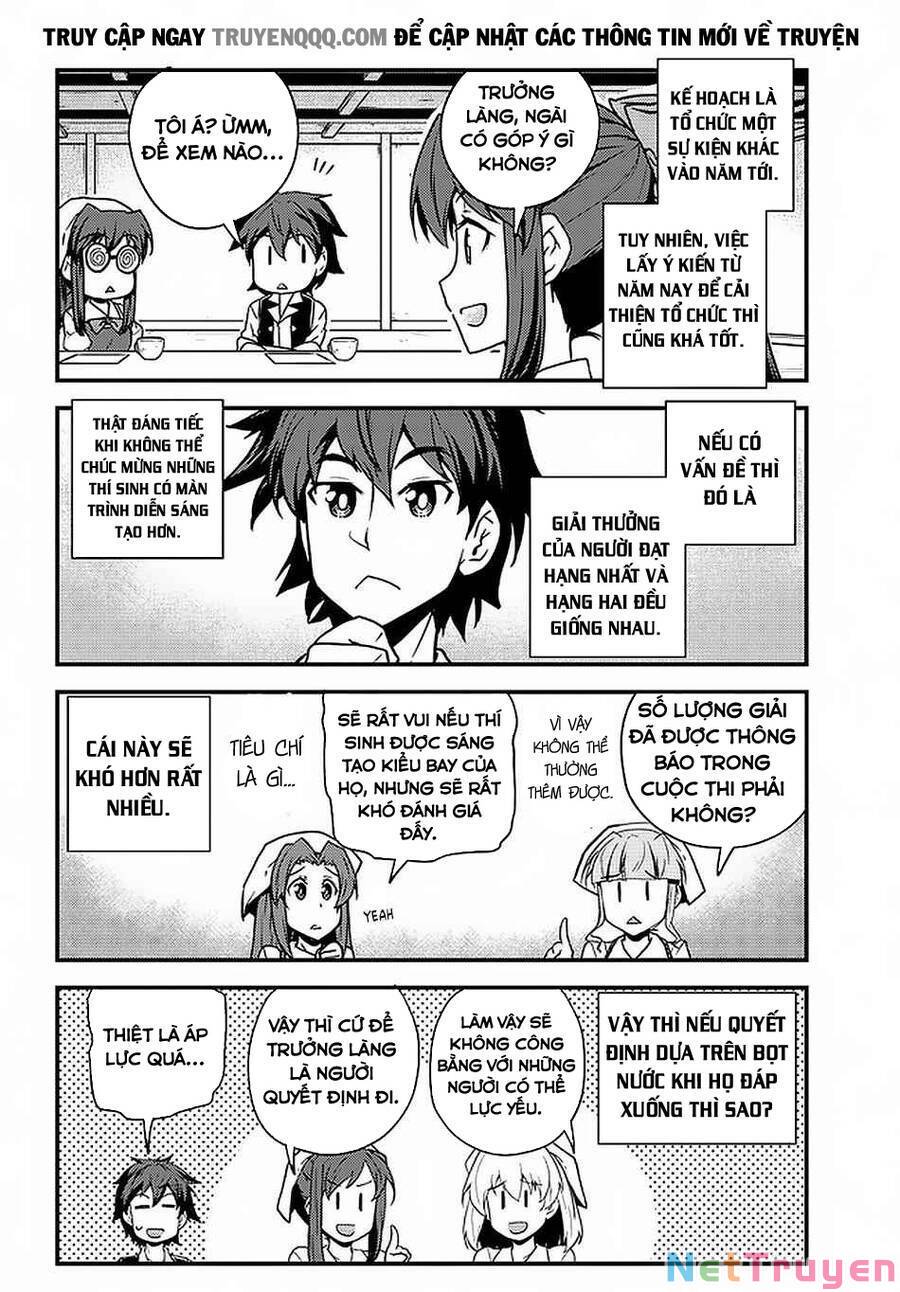 TRUY CẬP NGAY TRUYENQQQ.COM ĐỂ CẬP NHẬT CÁC THÔNG TIN MỚI VỀ TRUYỆN
KẾ HOẠCH LÀ
TỔ CHỨC MỘT
SỰ KIỆN KHÁC
VÀO NĂM TỚI.
TUY NHIÊN, VIỆC
LẤY Ý KIẾN TỪ
NĂM NAY ĐỂ CẢI
THIỆN TỔ CHỨC THÌ
CŨNG KHÁ TỐT.
TRƯỞNG
LÀNG, NGÀI
CÓ GÓP Ý GÌ
KHÔNG?
TÔI Á? ỪMM,
ĐỂ XEM NÀO...
NẾU CÓ
VẤN ĐỀ THÌ
ĐÓ LÀ
GIẢI THƯỞNG
CỦA NGƯỜI ĐẠT
HẠNG NHẤT VÀ
HẠNG HAI ĐỀU
GIỐNG NHAU.
THẬT ĐÁNG TIẾC
KHI KHÔNG THỂ
CHÚC MỪNG NHỮNG
THÍ SINH CÓ MÀN
TRÌNH DIỄN SÁNG
TẠO HƠN.
SỐ LƯỢNG GIẢI
ĐÃ ĐƯỢC THÔNG
BÁO TRONG
CUỘC THI PHẢI
KHÔNG?
VÌ VẬY
KHÔNG THỂ
THƯỜNG
THÊM ĐƯỢC.
SẼ RẤT VUI NẾU THÍ
SINH ĐƯỢC SÁNG
TẠO KIỂU BAY CỦA
HỌ, NHƯNG SẼ RẤT
KHÓ ĐÁNH GIÁ
ĐẤY.
YEAH
TIÊU CHÍ
LÀ GÌ...
CÁI NÀY SẼ
KHÓ HƠN RẤT
NHIỀU.
VẬY THÌ NẾU QUYẾT
ĐỊNH DỰA TRÊN BỌT
NƯỚC KHI HỌ ĐÁP
XUỐNG THÌ SAO?
LÀM VẬY SẼ
KHÔNG CÔNG
BẰNG VỚI NHỮNG
NGƯỜI CÓ THỂ
LỰC YẾU.
VẬY THÌ CỨ ĐỂ
TRƯỞNG LÀNG
LÀ NGƯỜI
QUYẾT ĐỊNH ĐI.
THIỆT LÀ ÁP
LỰC QUÁ...
NetTruyen